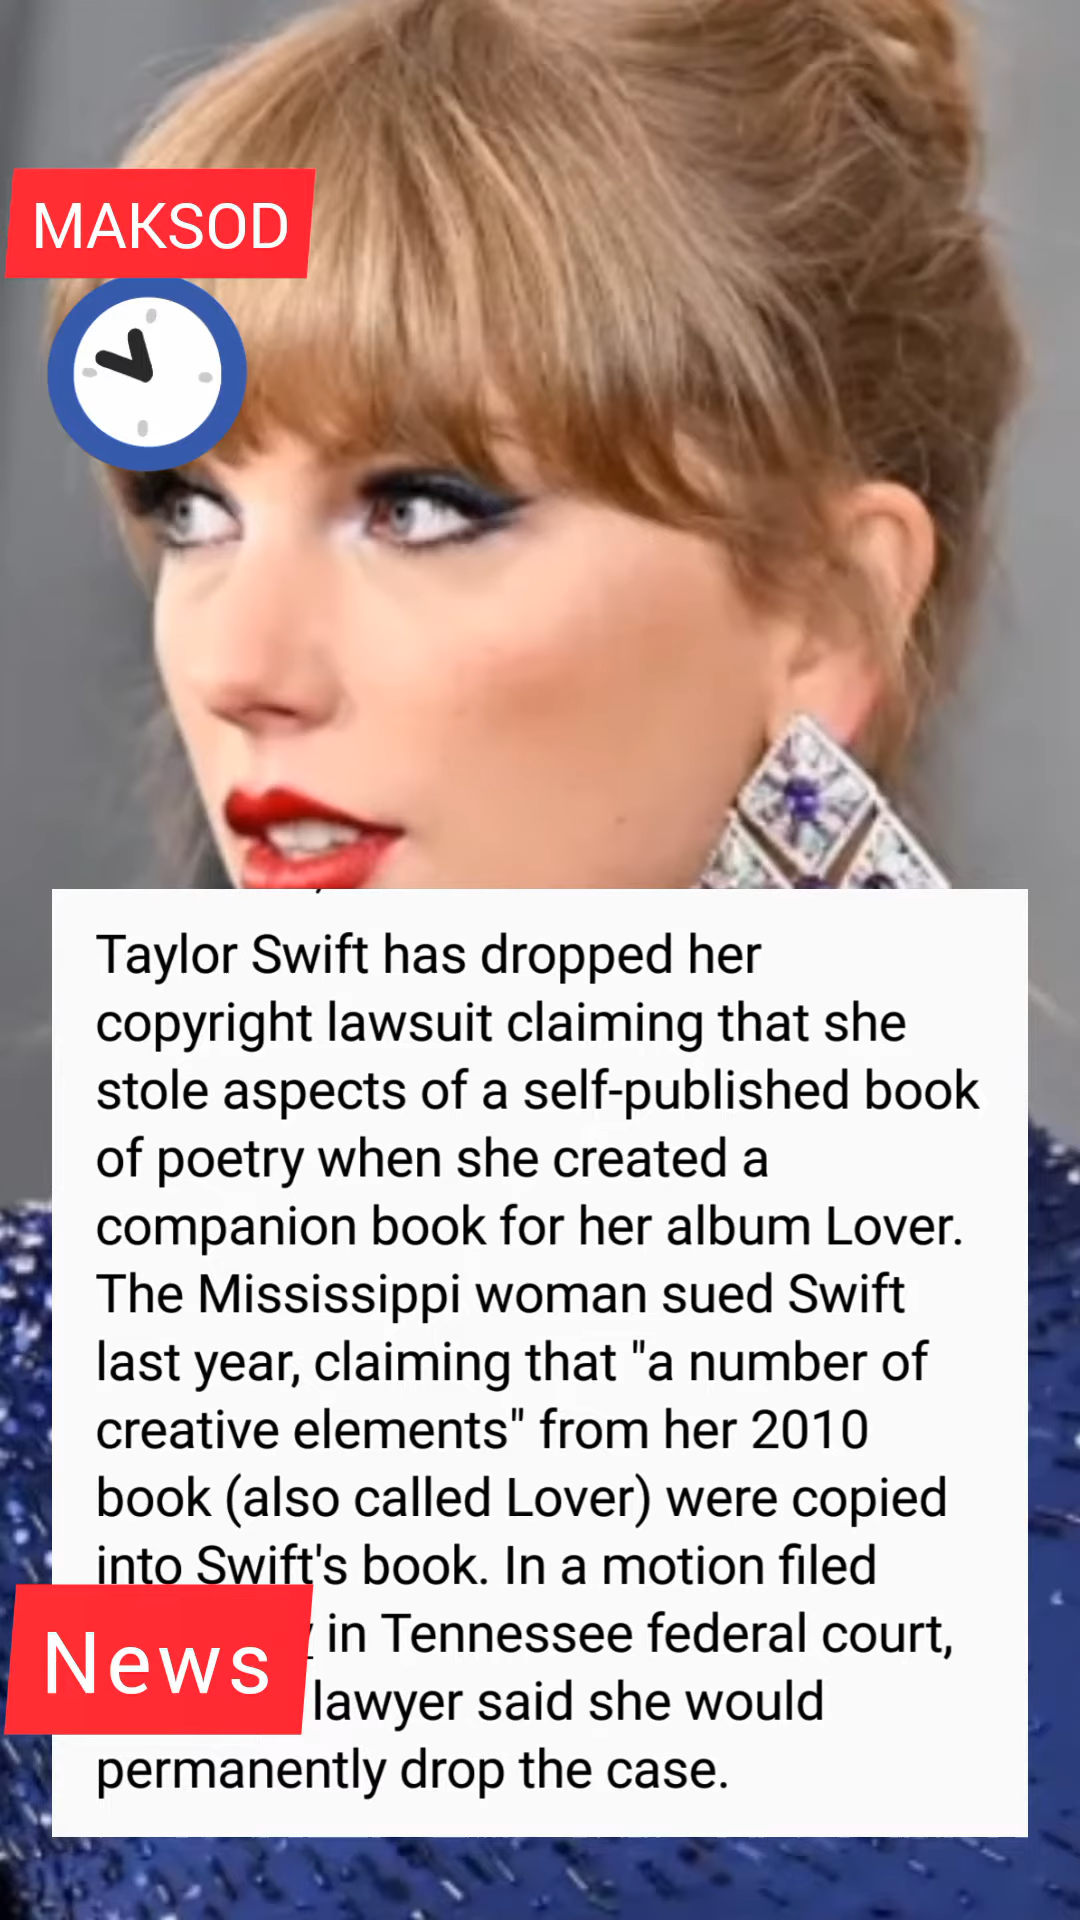 MAKSOD
Taylor Swift has dropped her
copyright lawsuit claiming that she
stole aspects of a self-published book
of poetry when she created a
companion book for her album Lover.
The Mississippi woman sued Swift
last year, claiming that "a number of
creative elements" from her 2010
book (also called Lover) were copied
into Swift's book. In a motion filed
in Tennessee federal court,
lawyer said she would
permanently drop the case.
News